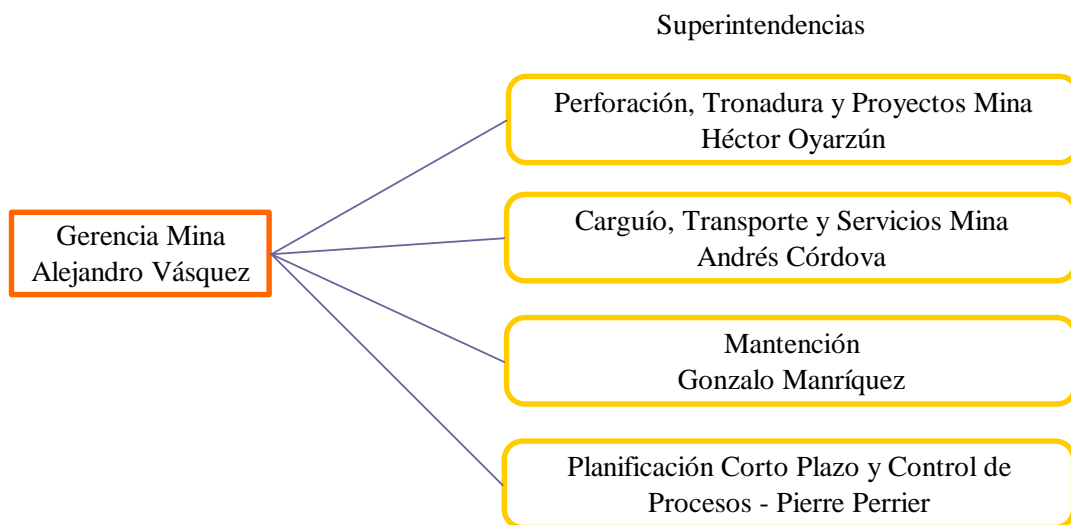 Superintendencias
Perforación, Tronadura y Proyectos Mina
Héctor Oyarzún
Gerencia Mina
Alejandro Vásquez
Carguío, Transporte y Servicios Mina
Andrés Córdova
Mantención
Gonzalo Manríquez
Planificación Corto Plazo y Control de
Procesos - Pierre Perrier